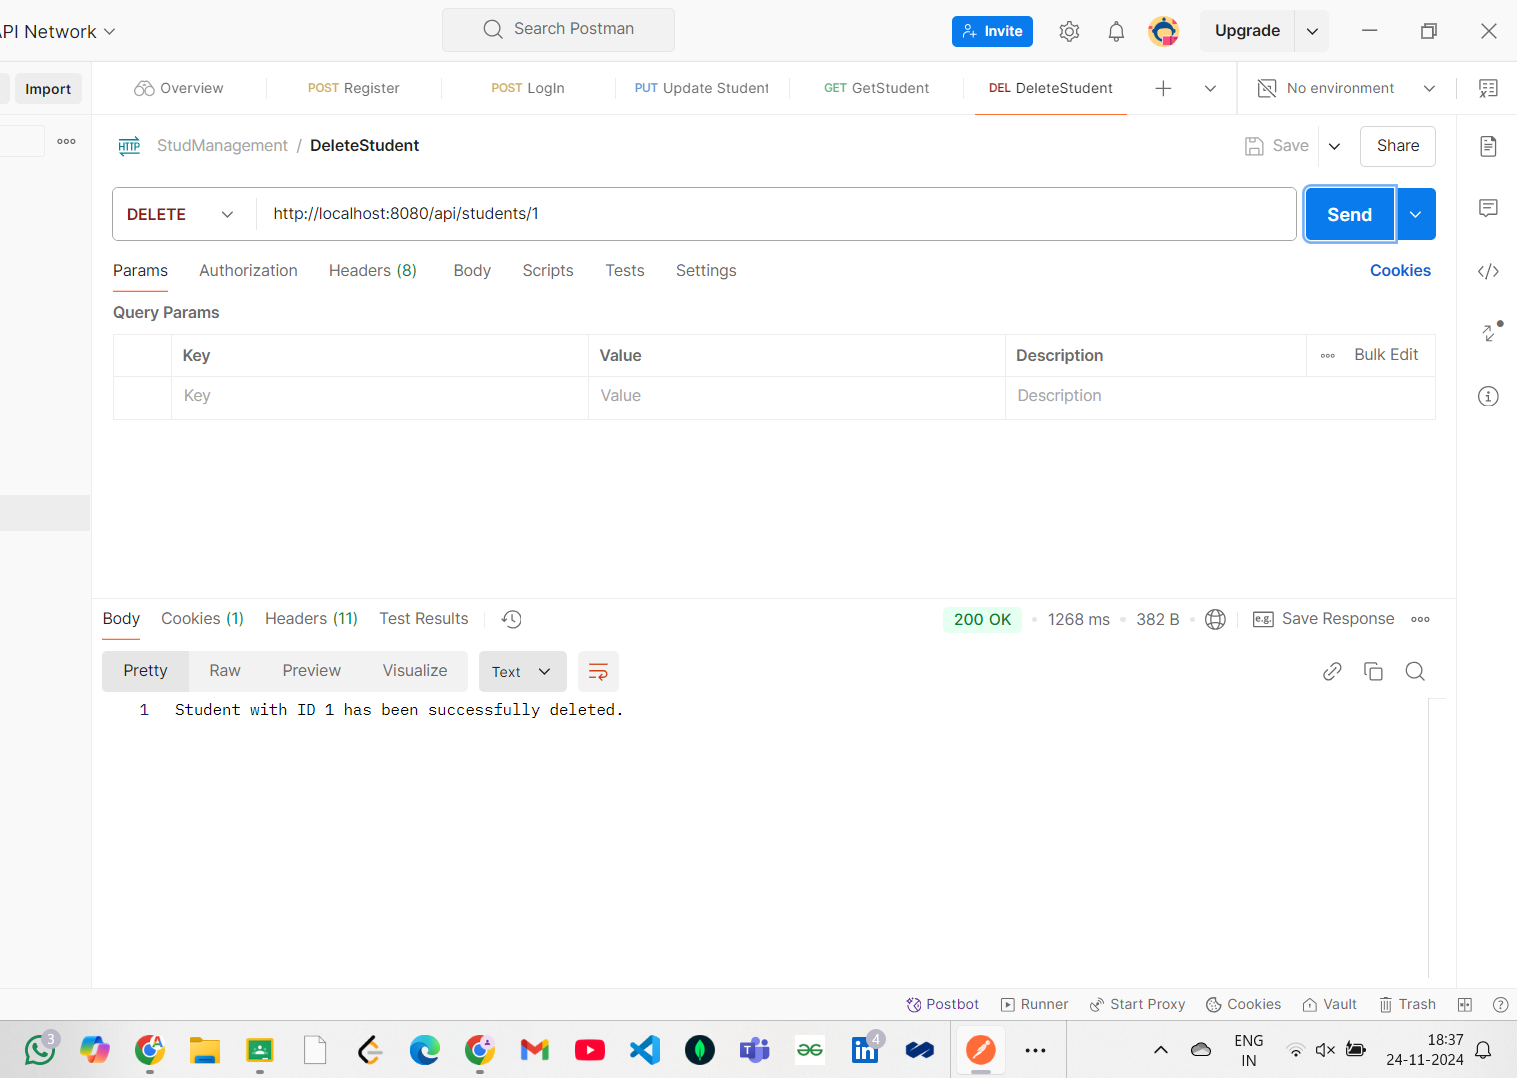 API Network
Search Postman
Invite
Upgrade
Import
Overview
POST Register
POST LogIn
PUT Update Student
GET GetStudent
DEL DeleteStudent
No environment
HTTP StudManagement / DeleteStudent
Save
Share
DELETE
http://localhost:8080/api/students/1
Send
Params
Authorization
Headers (8)
Body
Scripts
Tests
Settings
Cookies
Query Params
Key
Value
Description
Bulk Edit
Key
Value
Description
Body
Cookies (1)
Headers (11)
Test Results
200 OK
1268 ms
382 B
e.g. Save Response
Pretty
Raw
Preview
Visualize
Text
1 Student with ID 1 has been successfully deleted.
Postbot
Runner
Start Proxy
Cookies
Vault
Trash
3
4
ENG
IN
18:37
24-11-2024